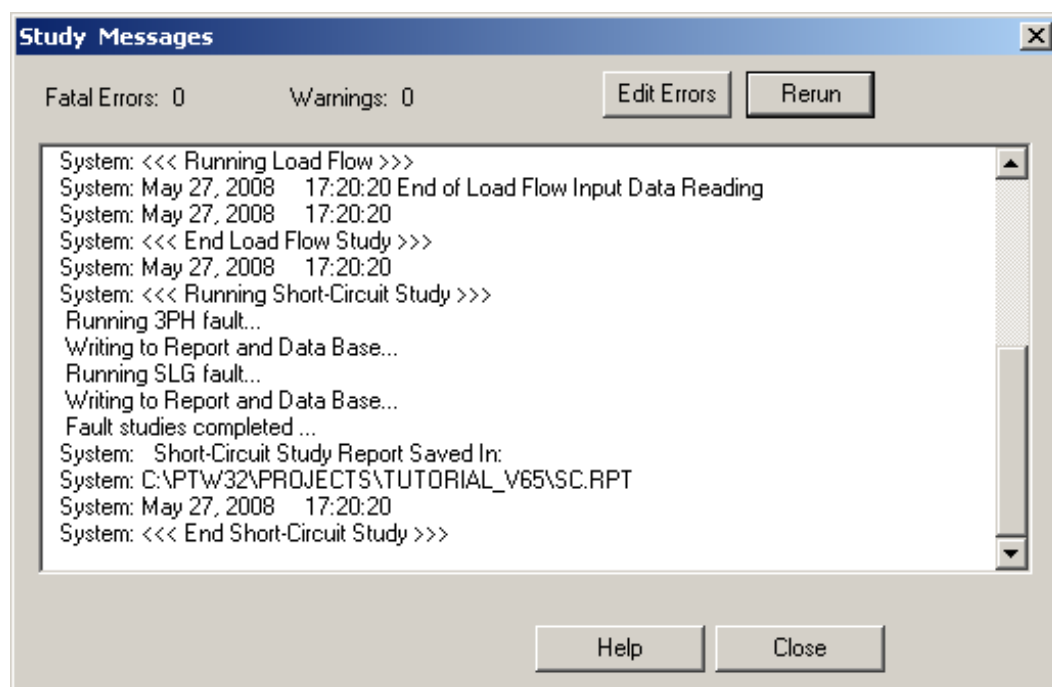 Study Messages
Fatal Errors: 0 Warnings: 0 Edit Errors Rerun
System: <<< Running Load Flow >>>
System: May 27, 2008 17:20:20 End of Load Flow Input Data Reading
System: May 27, 2008 17:20:20
System: <<< End Load Flow Study >>>
System: May 27, 2008 17:20:20
System: <<< Running Short-Circuit Study >>>
Running 3PH fault...
Writing to Report and Data Base...
Running SLG fault...
Writing to Report and Data Base...
Fault studies completed ...
System: Short-Circuit Study Report Saved In:
System: C:\PTW32\PROJECTS\TUTORIAL_V65\SC.RPT
System: May 27, 2008 17:20:20
System: <<< End Short-Circuit Study >>>
Help Close